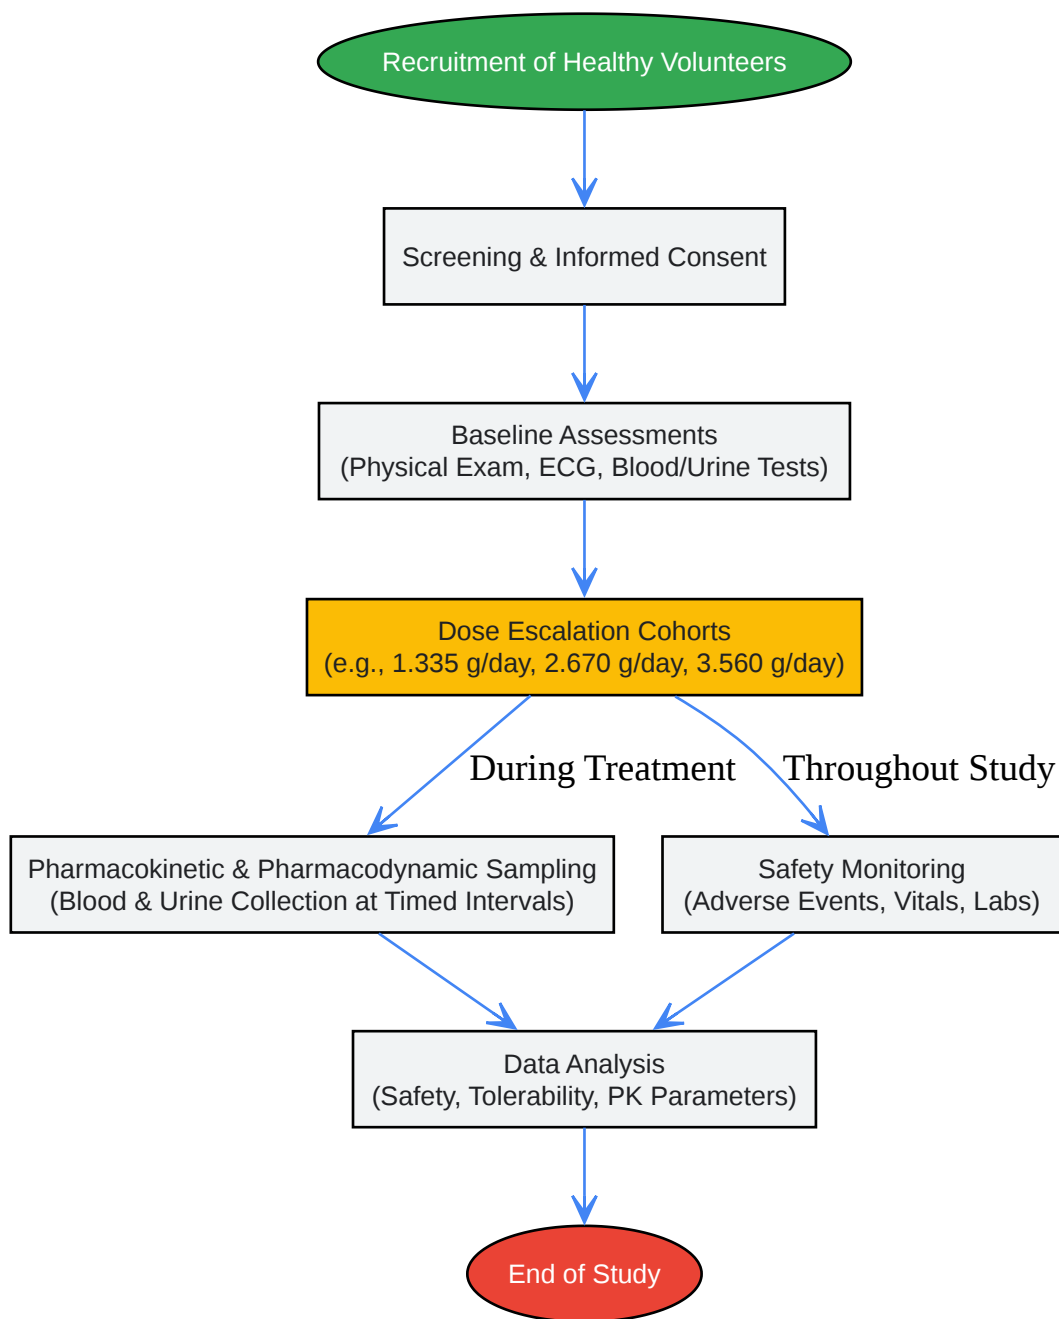 Recruitment of Healthy Volunteers
Screening & Informed Consent
Baseline Assessments
(Physical Exam, ECG, Blood/Urine Tests)
Dose Escalation Cohorts
(e.g., 1.335 g/day, 2.670 g/day, 3.560 g/day)
During Treatment
Throughout Study
Pharmacokinetic & Pharmacodynamic Sampling
(Blood & Urine Collection at Timed Intervals)
Safety Monitoring
(Adverse Events, Vitals, Labs)
Data Analysis
(Safety, Tolerability, PK Parameters)
End of Study